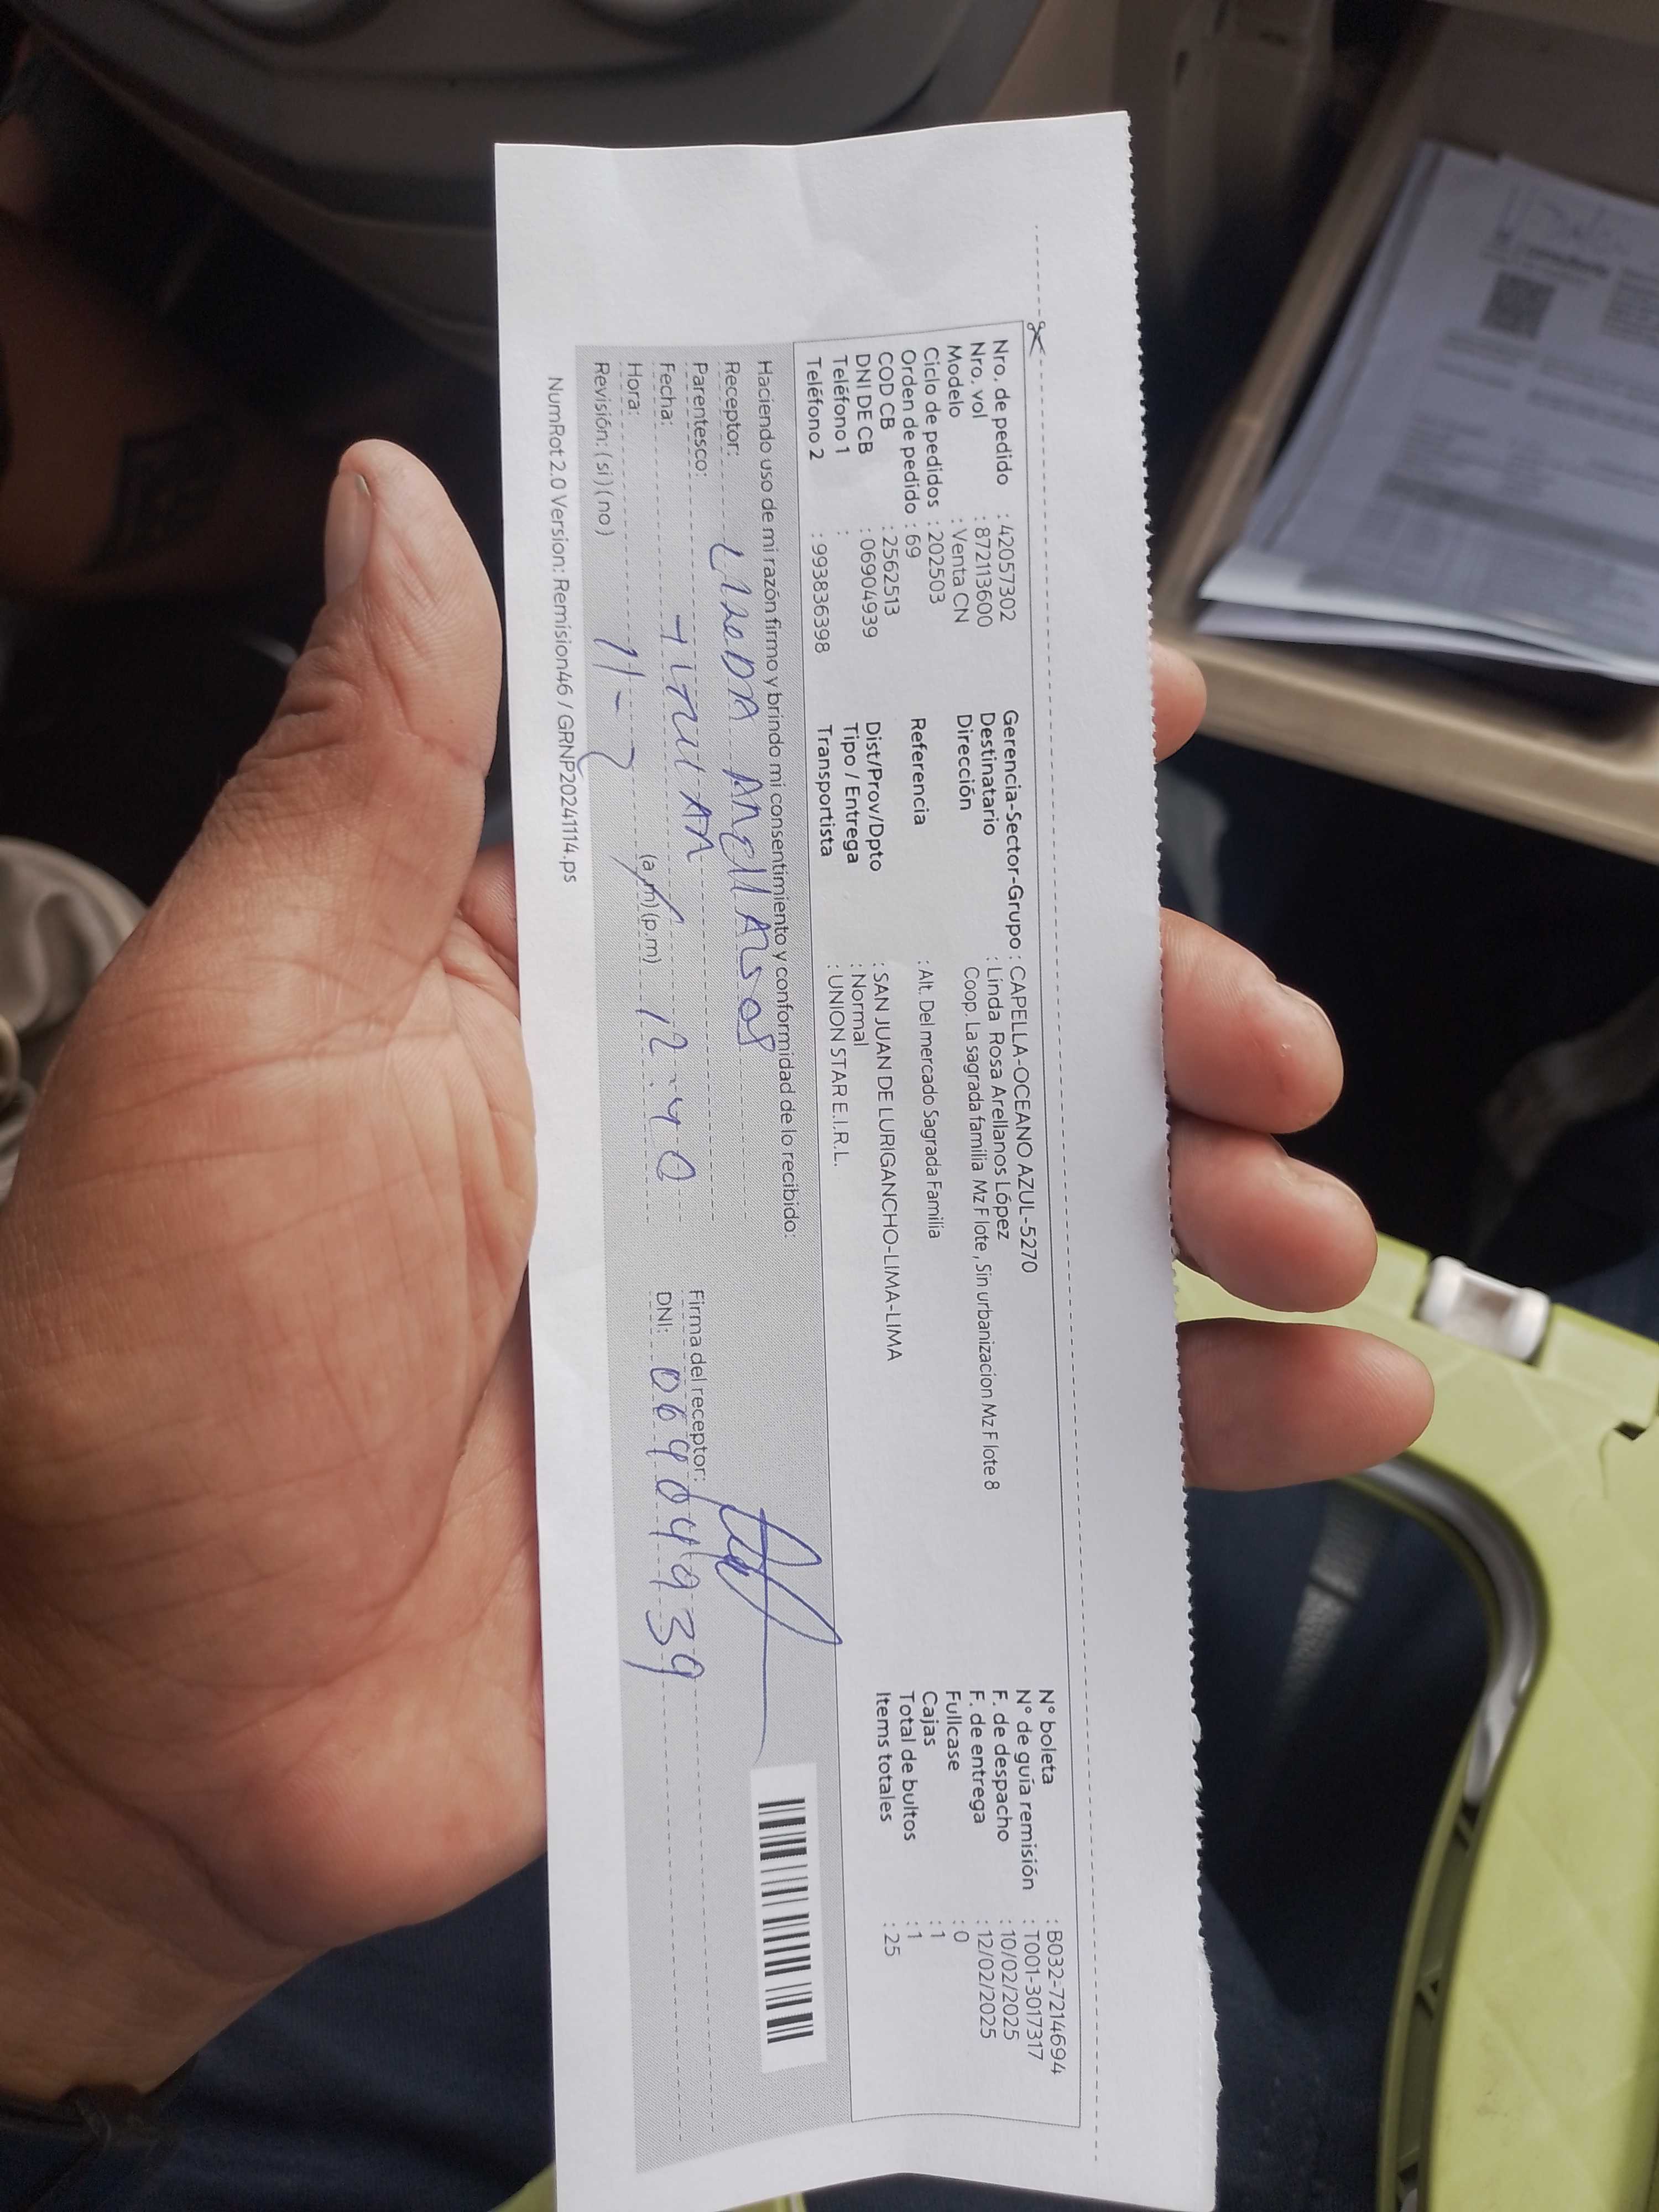 Nro. de pedido : 42057302
Nro. vol : 872113600
Modelo : Venta CN
Ciclo de pedidos : 202503
Orden de pedido : 69
COD CB : 2562513
DNI DE CB : 06904939
Teléfono 1 :
Teléfono 2 : 993836398
Gerencia-Sector-Grupo : CAPELLA-OCEANO AZUL-5270
Destinatario : Linda Rosa Arellanos López
Dirección Coop. La sagrada familia Mz F lote , Sin urbanizacion Mz F lote 8
Referencia : Alt. Del mercado Sagrada Familia
Dist/Prov/Dpto : SAN JUAN DE LURIGANCHO-LIMA-LIMA
Tipo / Entrega : Normal
Transportista : UNION STAR E.I.R.L.
N° boleta : B032-7214694
N° de guía remisión : T001-3017317
F. de despacho : 10/02/2025
F. de entrega : 12/02/2025
Fullcase : 0
Cajas : 1
Total de bultos : 1
Items totales : 25
Haciendo uso de mi razón firmo y brindo mi consentimiento y conformidad de lo recibido:
Receptor:
Parentesco:
Fecha:
Hora: (a.m) (p.m) 12:40
Revisión: (si) (no)
Firma del receptor:
DNI: 06904939
NumRot 2.0 Version: Remision46 / GRNP20241114.ps